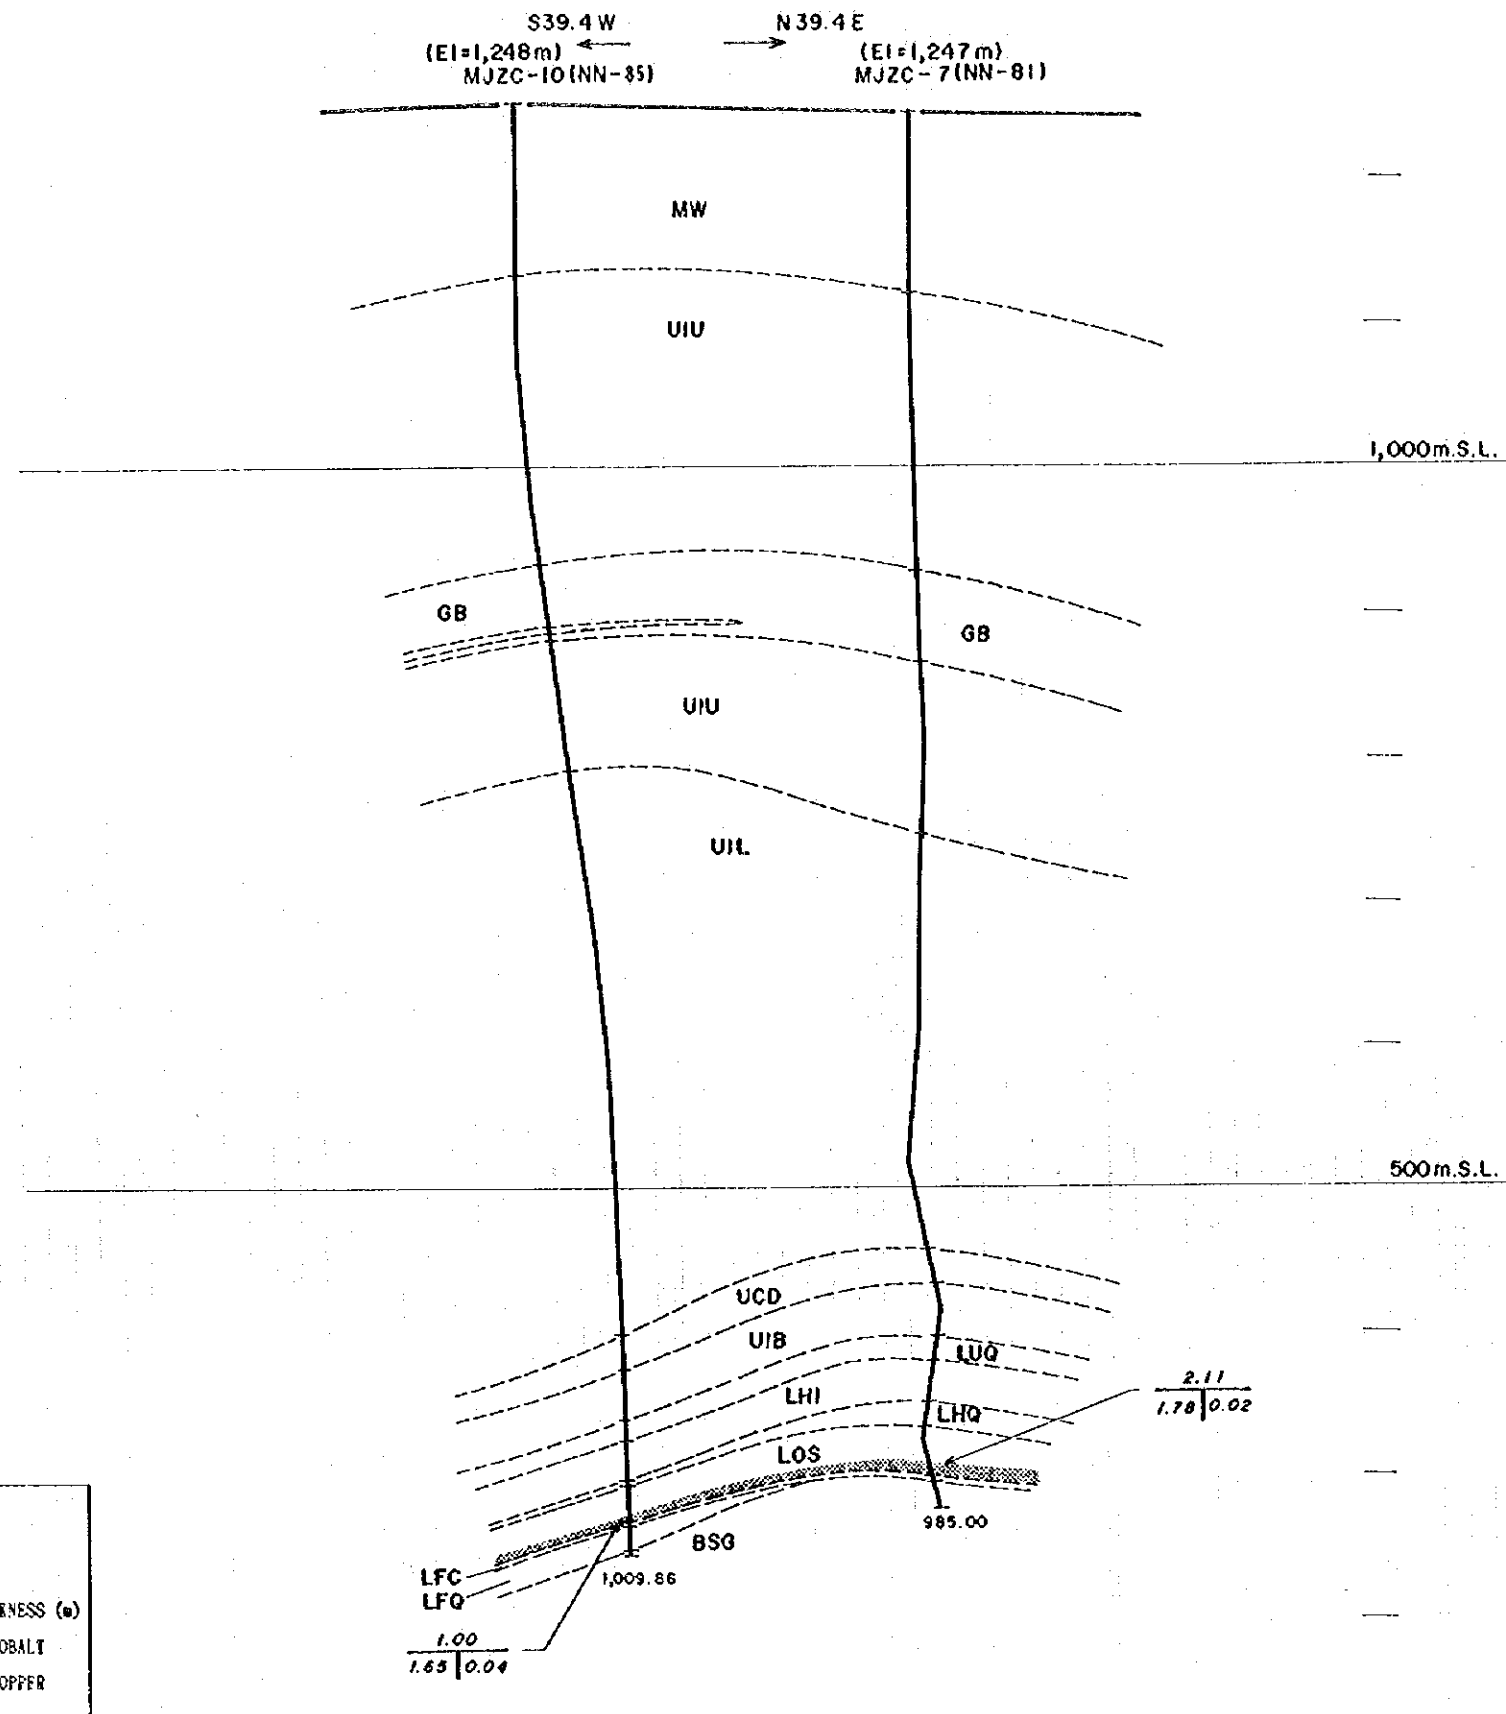 S39.4 W N39.4 E
(El=1,248m) (El=1,247m)
MJZC-10(NN-85) MJZC-7(NN-81)
MW
UIU
1,000m.S.L.
GB
GB
UIU
UIL
500m.S.L.
UCD
UIB
LUQ
LHI
2.11
1.78 0.02
LHQ
LOS
985.00
BSG
LFC
1,009.86
LFQ
KNESS (m)
1.00
OBALT
1.65 0.04
OPPER